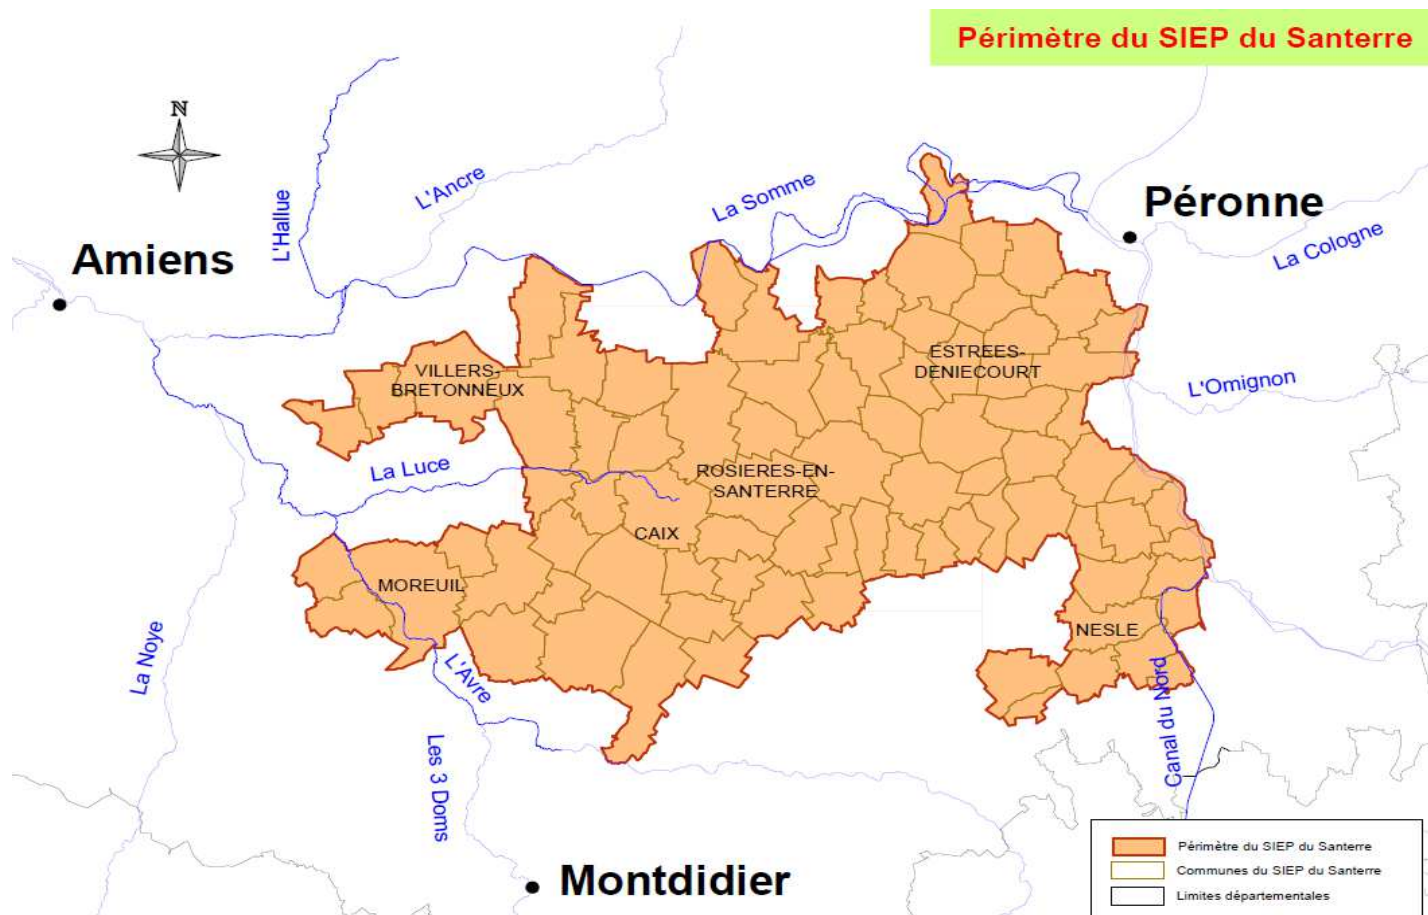 Périmètre du SIEP du Santerre
N
L'Hallue
L'Ancre
La Somme
Péronne
La Cologne
Amiens
VILLERS-
BRETONNEUX
ESTREES-
DENIECOURT
L'Omignon
La Luce
ROSIERES-EN-
SANTERRE
CAIX
MOREUIL
NESLE
La Noye
L'Avre
Canal du Nord
Les 3 Doms
Montdidier
Périmètre du SIEP du Santerre
Communes du SIEP du Santerre
Limites départementales